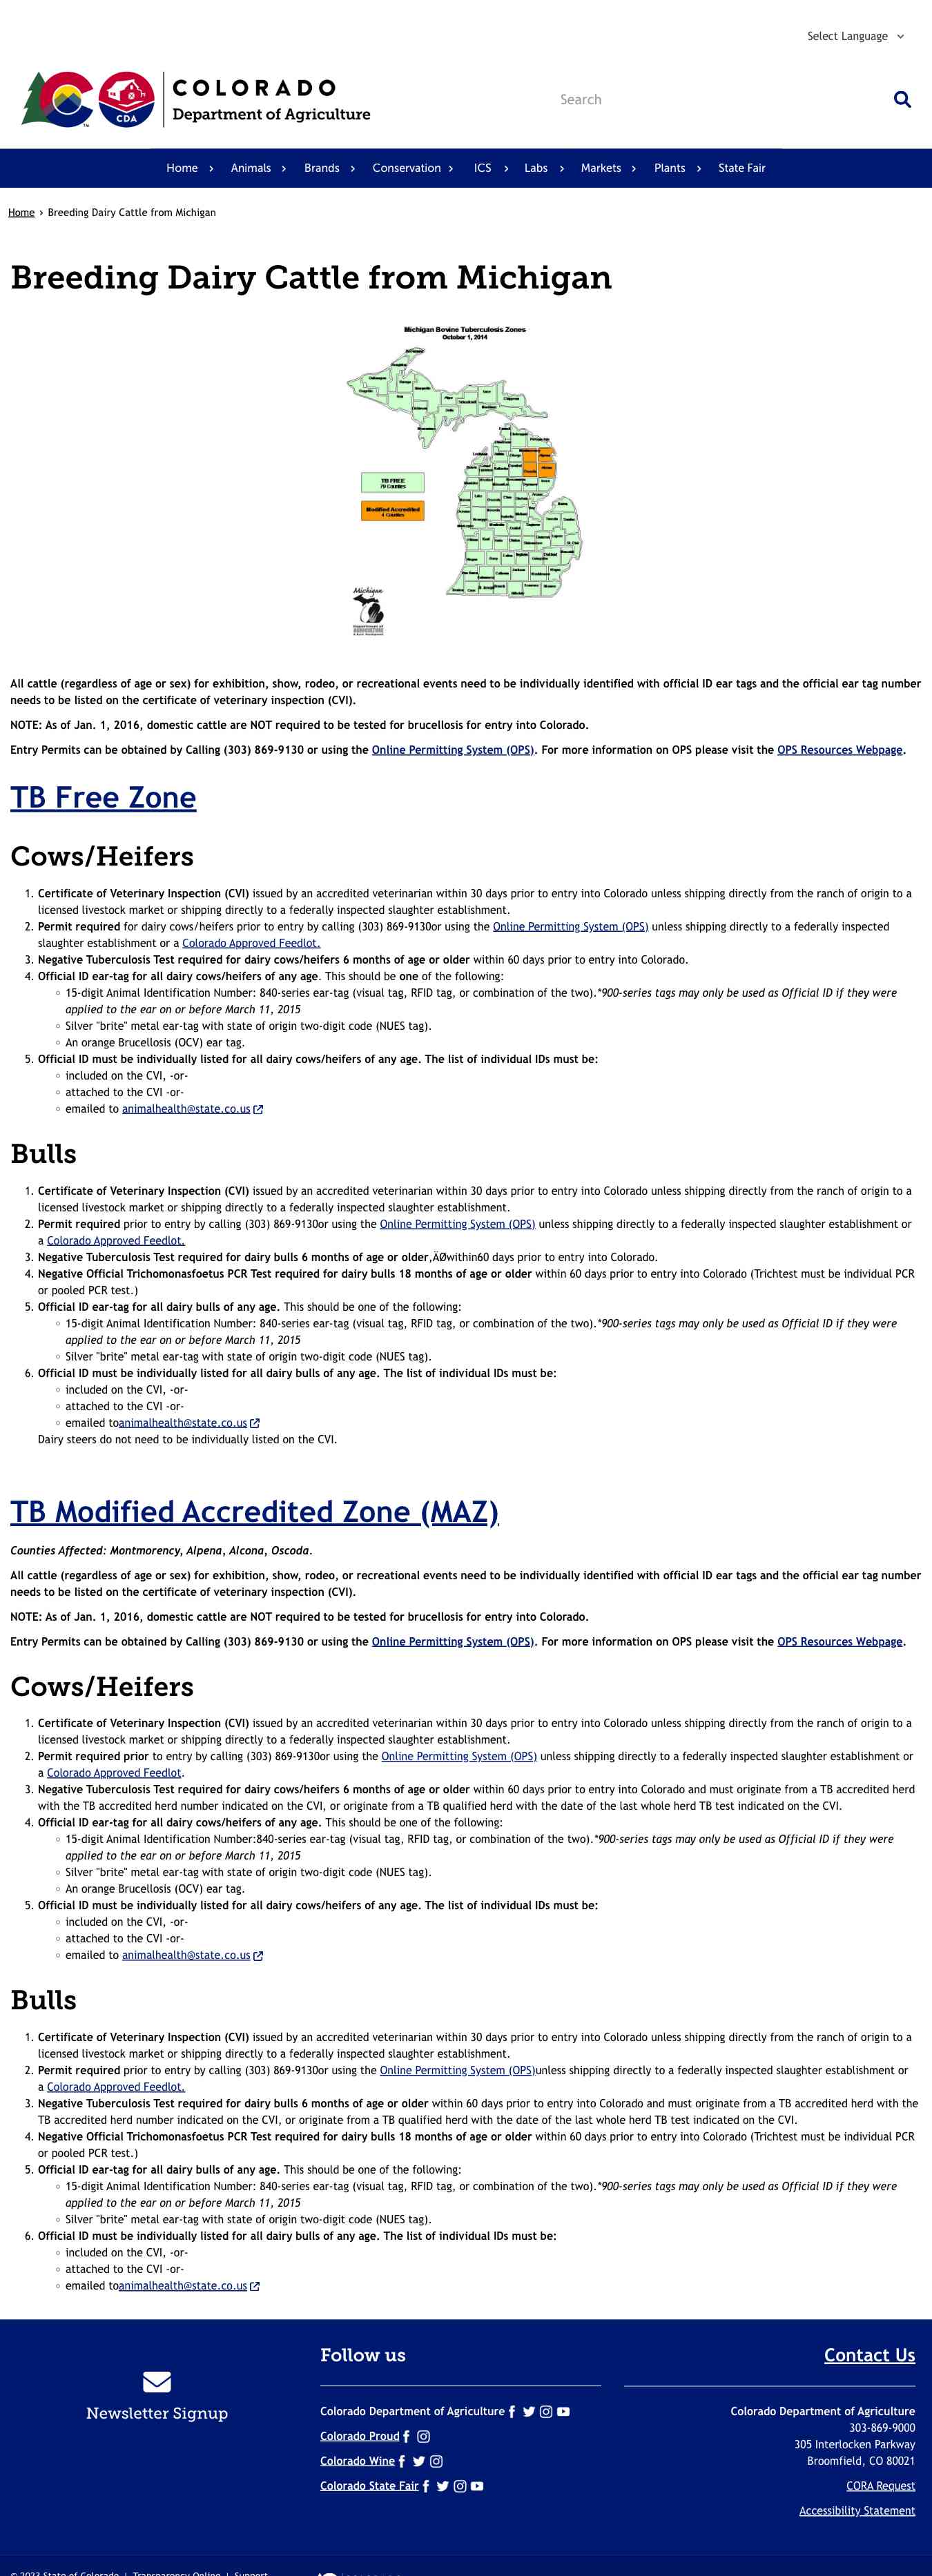 Select Language
COLORADO
Department of Agriculture
CDA
Search
Home Animals Brands Conservation ICS Labs Markets Plants State Fair
Home › Breeding Dairy Cattle from Michigan
Breeding Dairy Cattle from Michigan
Michigan Bovine Tuberculosis Zones
October 1, 2014
TB FREE
79 Counties
Modified Accredited
4 Counties
Michigan
All cattle (regardless of age or sex) for exhibition, show, rodeo, or recreational events need to be individually identified with official ID ear tags and the official ear tag number
needs to be listed on the certificate of veterinary inspection (CVI).
NOTE: As of Jan. 1, 2016, domestic cattle are NOT required to be tested for brucellosis for entry into Colorado.
Entry Permits can be obtained by Calling (303) 869-9130 or using the Online Permitting System (OPS). For more information on OPS please visit the OPS Resources Webpage.
TB Free Zone
Cows/Heifers
1. Certificate of Veterinary Inspection (CVI) issued by an accredited veterinarian within 30 days prior to entry into Colorado unless shipping directly from the ranch of origin to a
licensed livestock market or shipping directly to a federally inspected slaughter establishment.
2. Permit required for dairy cows/heifers prior to entry by calling (303) 869-9130or using the Online Permitting System (OPS) unless shipping directly to a federally inspected
slaughter establishment or a Colorado Approved Feedlot.
3. Negative Tuberculosis Test required for dairy cows/heifers 6 months of age or older within 60 days prior to entry into Colorado.
4. Official ID ear-tag for all dairy cows/heifers of any age. This should be one of the following:
○ 15-digit Animal Identification Number: 840-series ear-tag (visual tag, RFID tag, or combination of the two).*900-series tags may only be used as Official ID if they were
applied to the ear on or before March 11, 2015
○ Silver "brite" metal ear-tag with state of origin two-digit code (NUES tag).
○ An orange Brucellosis (OCV) ear tag.
5. Official ID must be individually listed for all dairy cows/heifers of any age. The list of individual IDs must be:
○ included on the CVI, -or-
○ attached to the CVI -or-
○ emailed to animalhealth@state.co.us
Bulls
1. Certificate of Veterinary Inspection (CVI) issued by an accredited veterinarian within 30 days prior to entry into Colorado unless shipping directly from the ranch of origin to a
licensed livestock market or shipping directly to a federally inspected slaughter establishment.
2. Permit required prior to entry by calling (303) 869-9130or using the Online Permitting System (OPS) unless shipping directly to a federally inspected slaughter establishment or
a Colorado Approved Feedlot.
3. Negative Tuberculosis Test required for dairy bulls 6 months of age or older‚ÄØwithin60 days prior to entry into Colorado.
4. Negative Official Trichomonasfoetus PCR Test required for dairy bulls 18 months of age or older within 60 days prior to entry into Colorado (Trichtest must be individual PCR
or pooled PCR test.)
5. Official ID ear-tag for all dairy bulls of any age. This should be one of the following:
○ 15-digit Animal Identification Number: 840-series ear-tag (visual tag, RFID tag, or combination of the two).*900-series tags may only be used as Official ID if they were
applied to the ear on or before March 11, 2015
○ Silver "brite" metal ear-tag with state of origin two-digit code (NUES tag).
6. Official ID must be individually listed for all dairy bulls of any age. The list of individual IDs must be:
○ included on the CVI, -or-
○ attached to the CVI -or-
○ emailed toanimalhealth@state.co.us
Dairy steers do not need to be individually listed on the CVI.
TB Modified Accredited Zone (MAZ)
Counties Affected: Montmorency, Alpena, Alcona, Oscoda.
All cattle (regardless of age or sex) for exhibition, show, rodeo, or recreational events need to be individually identified with official ID ear tags and the official ear tag number
needs to be listed on the certificate of veterinary inspection (CVI).
NOTE: As of Jan. 1, 2016, domestic cattle are NOT required to be tested for brucellosis for entry into Colorado.
Entry Permits can be obtained by Calling (303) 869-9130 or using the Online Permitting System (OPS). For more information on OPS please visit the OPS Resources Webpage.
Cows/Heifers
1. Certificate of Veterinary Inspection (CVI) issued by an accredited veterinarian within 30 days prior to entry into Colorado unless shipping directly from the ranch of origin to a
licensed livestock market or shipping directly to a federally inspected slaughter establishment.
2. Permit required prior to entry by calling (303) 869-9130or using the Online Permitting System (OPS) unless shipping directly to a federally inspected slaughter establishment or
a Colorado Approved Feedlot.
3. Negative Tuberculosis Test required for dairy cows/heifers 6 months of age or older within 60 days prior to entry into Colorado and must originate from a TB accredited herd
with the TB accredited herd number indicated on the CVI, or originate from a TB qualified herd with the date of the last whole herd TB test indicated on the CVI.
4. Official ID ear-tag for all dairy cows/heifers of any age. This should be one of the following:
○ 15-digit Animal Identification Number:840-series ear-tag (visual tag, RFID tag, or combination of the two).*900-series tags may only be used as Official ID if they were
applied to the ear on or before March 11, 2015
○ Silver "brite" metal ear-tag with state of origin two-digit code (NUES tag).
○ An orange Brucellosis (OCV) ear tag.
5. Official ID must be individually listed for all dairy cows/heifers of any age. The list of individual IDs must be:
○ included on the CVI, -or-
○ attached to the CVI -or-
○ emailed to animalhealth@state.co.us
Bulls
1. Certificate of Veterinary Inspection (CVI) issued by an accredited veterinarian within 30 days prior to entry into Colorado unless shipping directly from the ranch of origin to a
licensed livestock market or shipping directly to a federally inspected slaughter establishment.
2. Permit required prior to entry by calling (303) 869-9130or using the Online Permitting System (OPS)unless shipping directly to a federally inspected slaughter establishment or
a Colorado Approved Feedlot.
3. Negative Tuberculosis Test required for dairy bulls 6 months of age or older within 60 days prior to entry into Colorado and must originate from a TB accredited herd with the
TB accredited herd number indicated on the CVI, or originate from a TB qualified herd with the date of the last whole herd TB test indicated on the CVI.
4. Negative Official Trichomonasfoetus PCR Test required for dairy bulls 18 months of age or older within 60 days prior to entry into Colorado (Trichtest must be individual PCR
or pooled PCR test.)
5. Official ID ear-tag for all dairy bulls of any age. This should be one of the following:
○ 15-digit Animal Identification Number: 840-series ear-tag (visual tag, RFID tag, or combination of the two).*900-series tags may only be used as Official ID if they were
applied to the ear on or before March 11, 2015
○ Silver "brite" metal ear-tag with state of origin two-digit code (NUES tag).
6. Official ID must be individually listed for all dairy bulls of any age. The list of individual IDs must be:
○ included on the CVI, -or-
○ attached to the CVI -or-
○ emailed toanimalhealth@state.co.us
Newsletter Signup
Follow us
Colorado Department of Agriculture
Colorado Proud
Colorado Wine
Colorado State Fair
Contact Us
Colorado Department of Agriculture
303-869-9000
305 Interlocken Parkway
Broomfield, CO 80021
CORA Request
Accessibility Statement
© 2023 State of Colorado | Transparency Online | Support